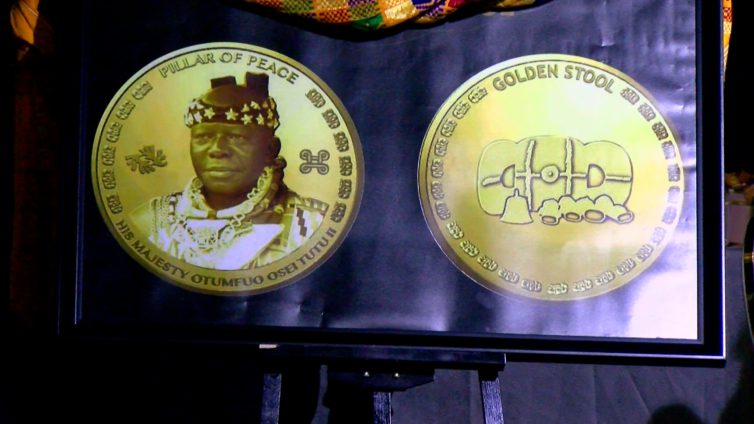 PILLAR OF PEACE
HIS MAJESTY OTUMFUO OSEI TUTU II
GOLDEN STOOL